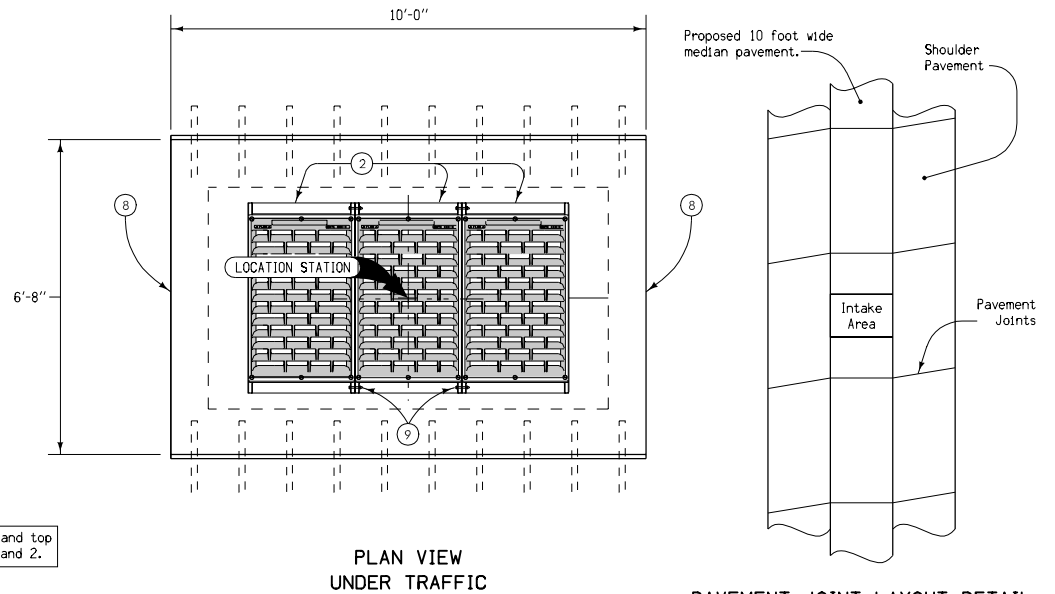 10'-0"
Proposed 10 foot wide
median pavement.
Shoulder
Pavement
2
8
8
LOCATION STATION
6'-8"
Intake
Area
Pavement
Joints
9
and top
and 2.
PLAN VIEW
UNDER TRAFFIC
PAVEMENT JOINT LAYOUT DETAIL